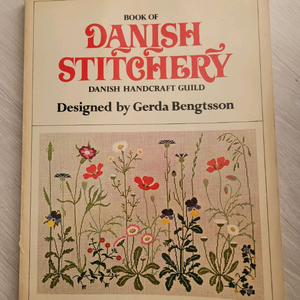 BOOK OF
DANISH
STITCHERY
DANISH HANDCRAFT GUILD
Designed by Gerda Bengtsson